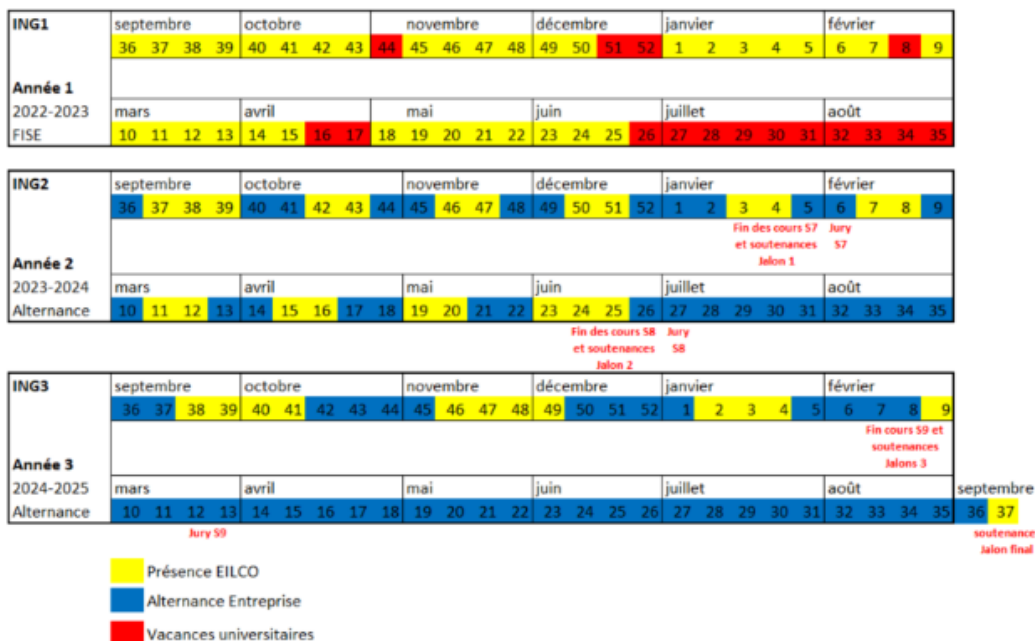 ING1 septembre octobre novembre décembre janvier février
36 37 38 39 40 41 42 43 44 45 46 47 48 49 50 51 52 1 2 3 4 5 6 7 8 9
Année 1
2022-2023 mars avril mai juin juillet août
FISE 10 11 12 13 14 15 16 17 18 19 20 21 22 23 24 25 26 27 28 29 30 31 32 33 34 35
ING2 septembre octobre novembre décembre janvier février
36 37 38 39 40 41 42 43 44 45 46 47 48 49 50 51 52 1 2 3 4 5 6 7 8 9
Fin des cours S7 Jury
et soutenances S7
Année 2 Jalon 1
2023-2024 mars avril mai juin juillet août
Alternance 10 11 12 13 14 15 16 17 18 19 20 21 22 23 24 25 26 27 28 29 30 31 32 33 34 35
Fin des cours S8 Jury
et soutenances S8
Jalon 2
ING3 septembre octobre novembre décembre janvier février
36 37 38 39 40 41 42 43 44 45 46 47 48 49 50 51 52 1 2 3 4 5 6 7 8 9
Fin cours S9 et
soutenances
Année 3 Jalons 3
2024-2025 mars avril mai juin juillet août septembre
Alternance 10 11 12 13 14 15 16 17 18 19 20 21 22 23 24 25 26 27 28 29 30 31 32 33 34 35 36 37
Jury S9 soutenance
Jalon final
Présence EILCO
Alternance Entreprise
Vacances universitaires